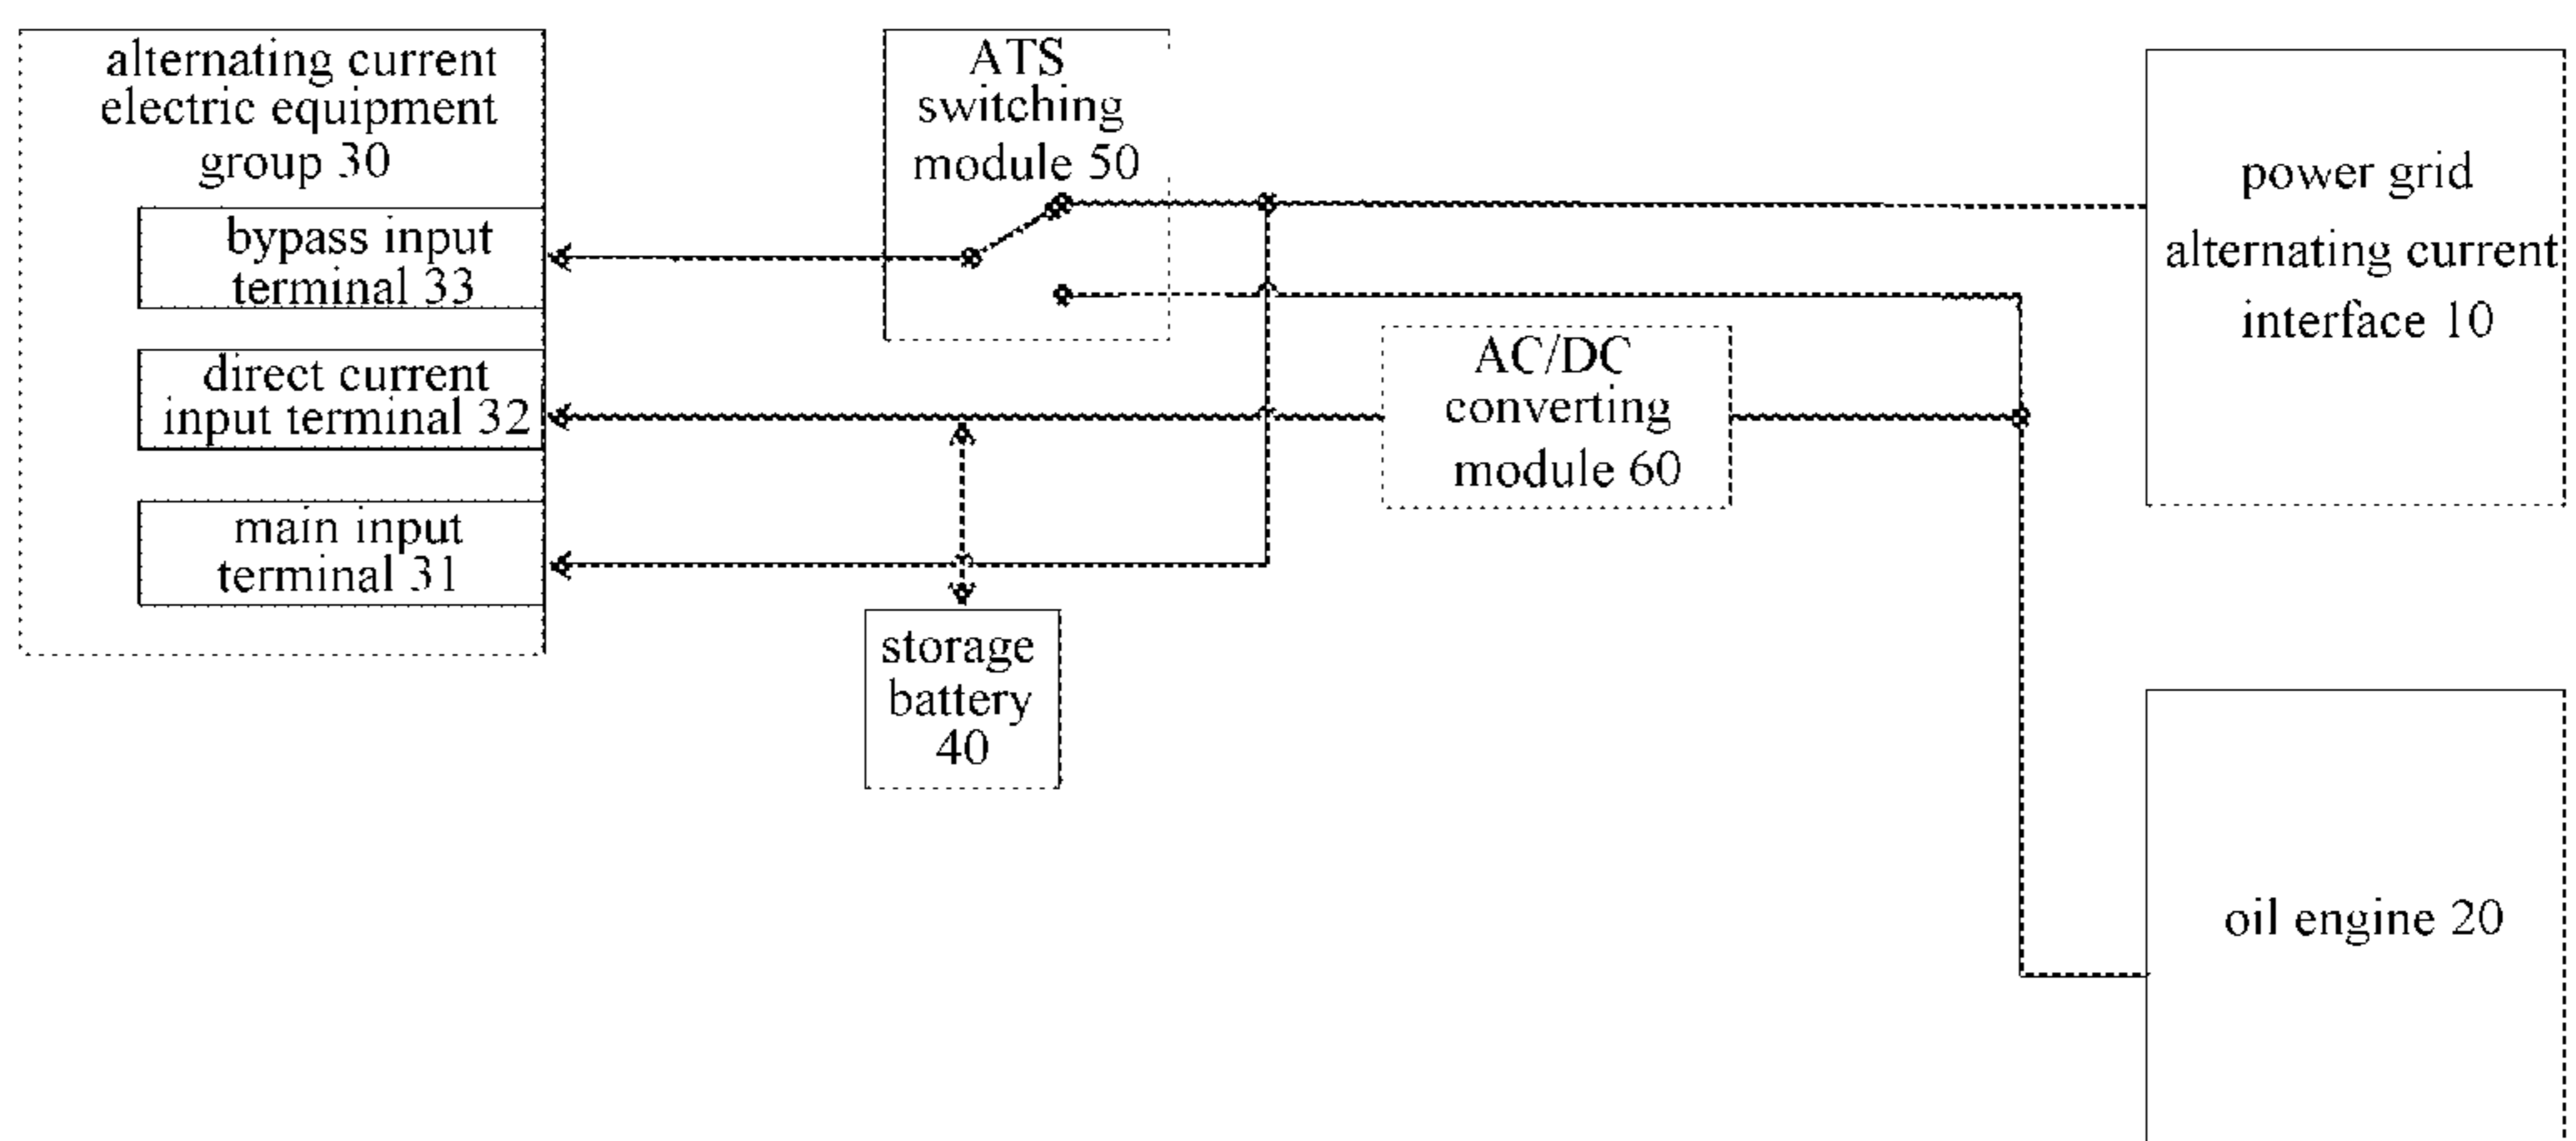 alternating current
electric equipment
group 30
bypass input
terminal 33
direct current
input terminal 32
main input
terminal 31
ATS
switching
module 50
storage
battery
40
AC/DC
converting
module 60
power grid
alternating current
interface 10
oil engine 20